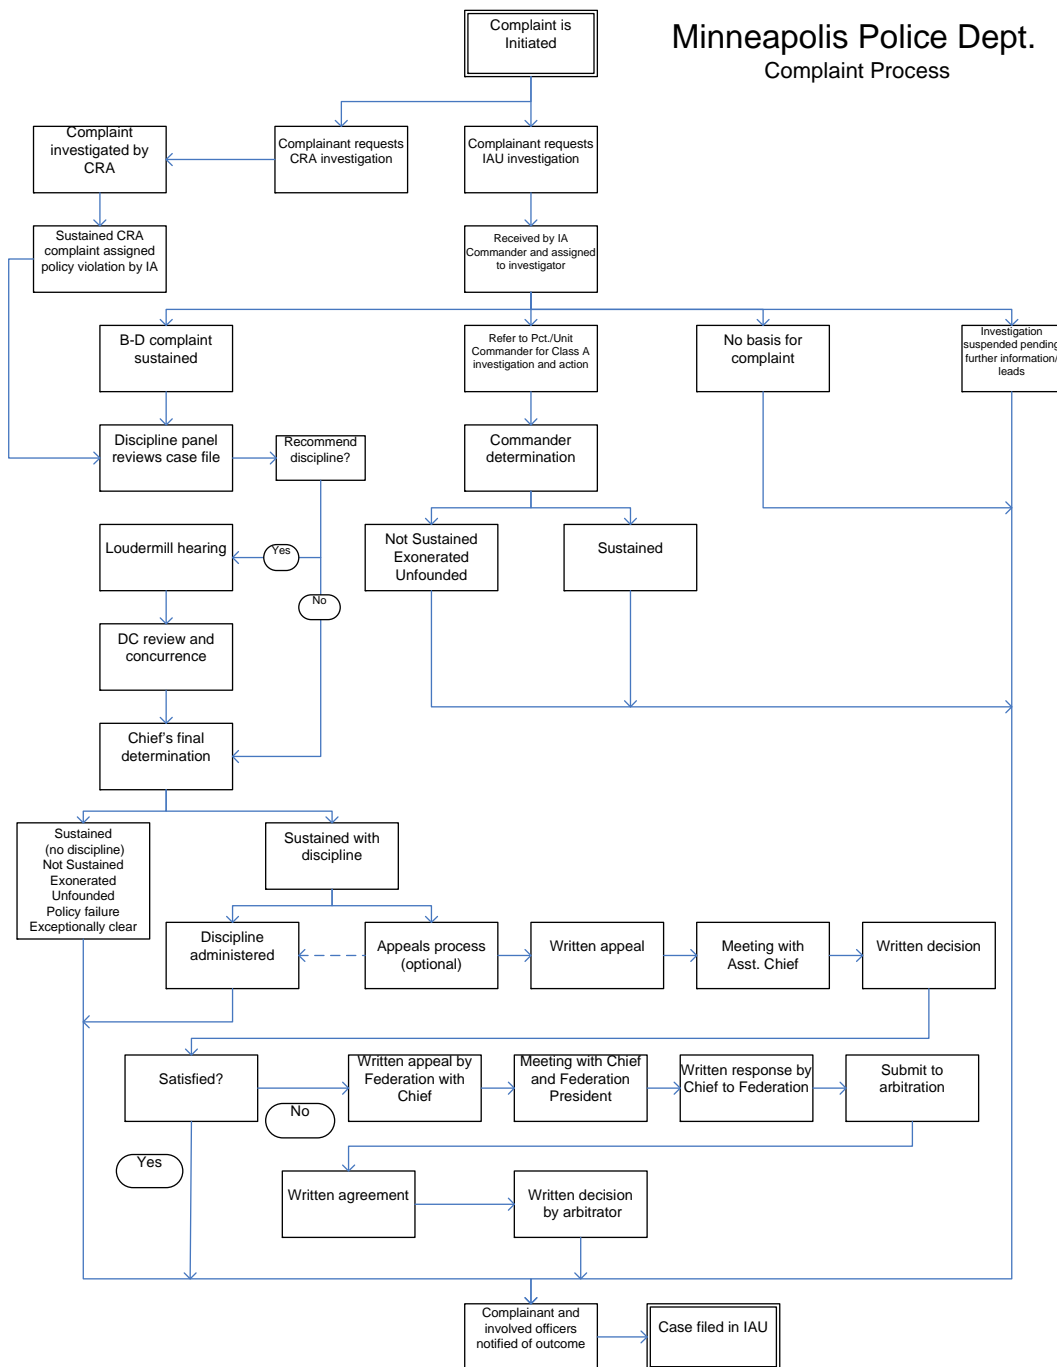 Complaint is
Initiated
Minneapolis Police Dept.
Complaint Process
Complaint
investigated by
CRA
Complainant requests
CRA investigation
Complainant requests
IAU investigation
Sustained CRA
complaint assigned
policy violation by IA
Received by IA
Commander and assigned
to investigator
B-D complaint
sustained
Refer to Pct./Unit
Commander for Class A
investigation and action
No basis for
complaint
Investigation
suspended pending
further information/
leads
Discipline panel
reviews case file
Recommend
discipline?
Commander
determination
Loudermill hearing
Yes
Not Sustained
Exonerated
Unfounded
Sustained
No
DC review and
concurrence
Chief's final
determination
Sustained
(no discipline)
Not Sustained
Exonerated
Unfounded
Policy failure
Exceptionally clear
Sustained with
discipline
Discipline
administered
Appeals process
(optional)
Written appeal
Meeting with
Asst. Chief
Written decision
Satisfied?
Written appeal by
Federation with
Chief
Meeting with Chief
and Federation
President
Written response by
Chief to Federation
Submit to
arbitration
No
Yes
Written agreement
Written decision
by arbitrator
Complainant and
involved officers
notified of outcome
Case filed in IAU